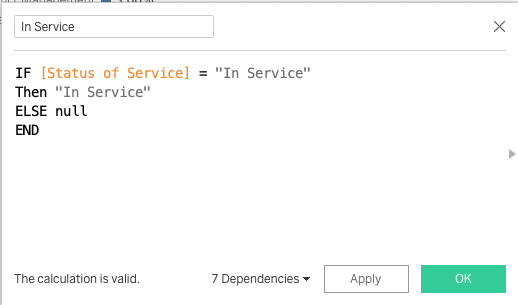 In Service
IF [Status of Service] = "In Service"
Then "In Service"
ELSE null
END
The calculation is valid.
7 Dependencies
Apply
OK